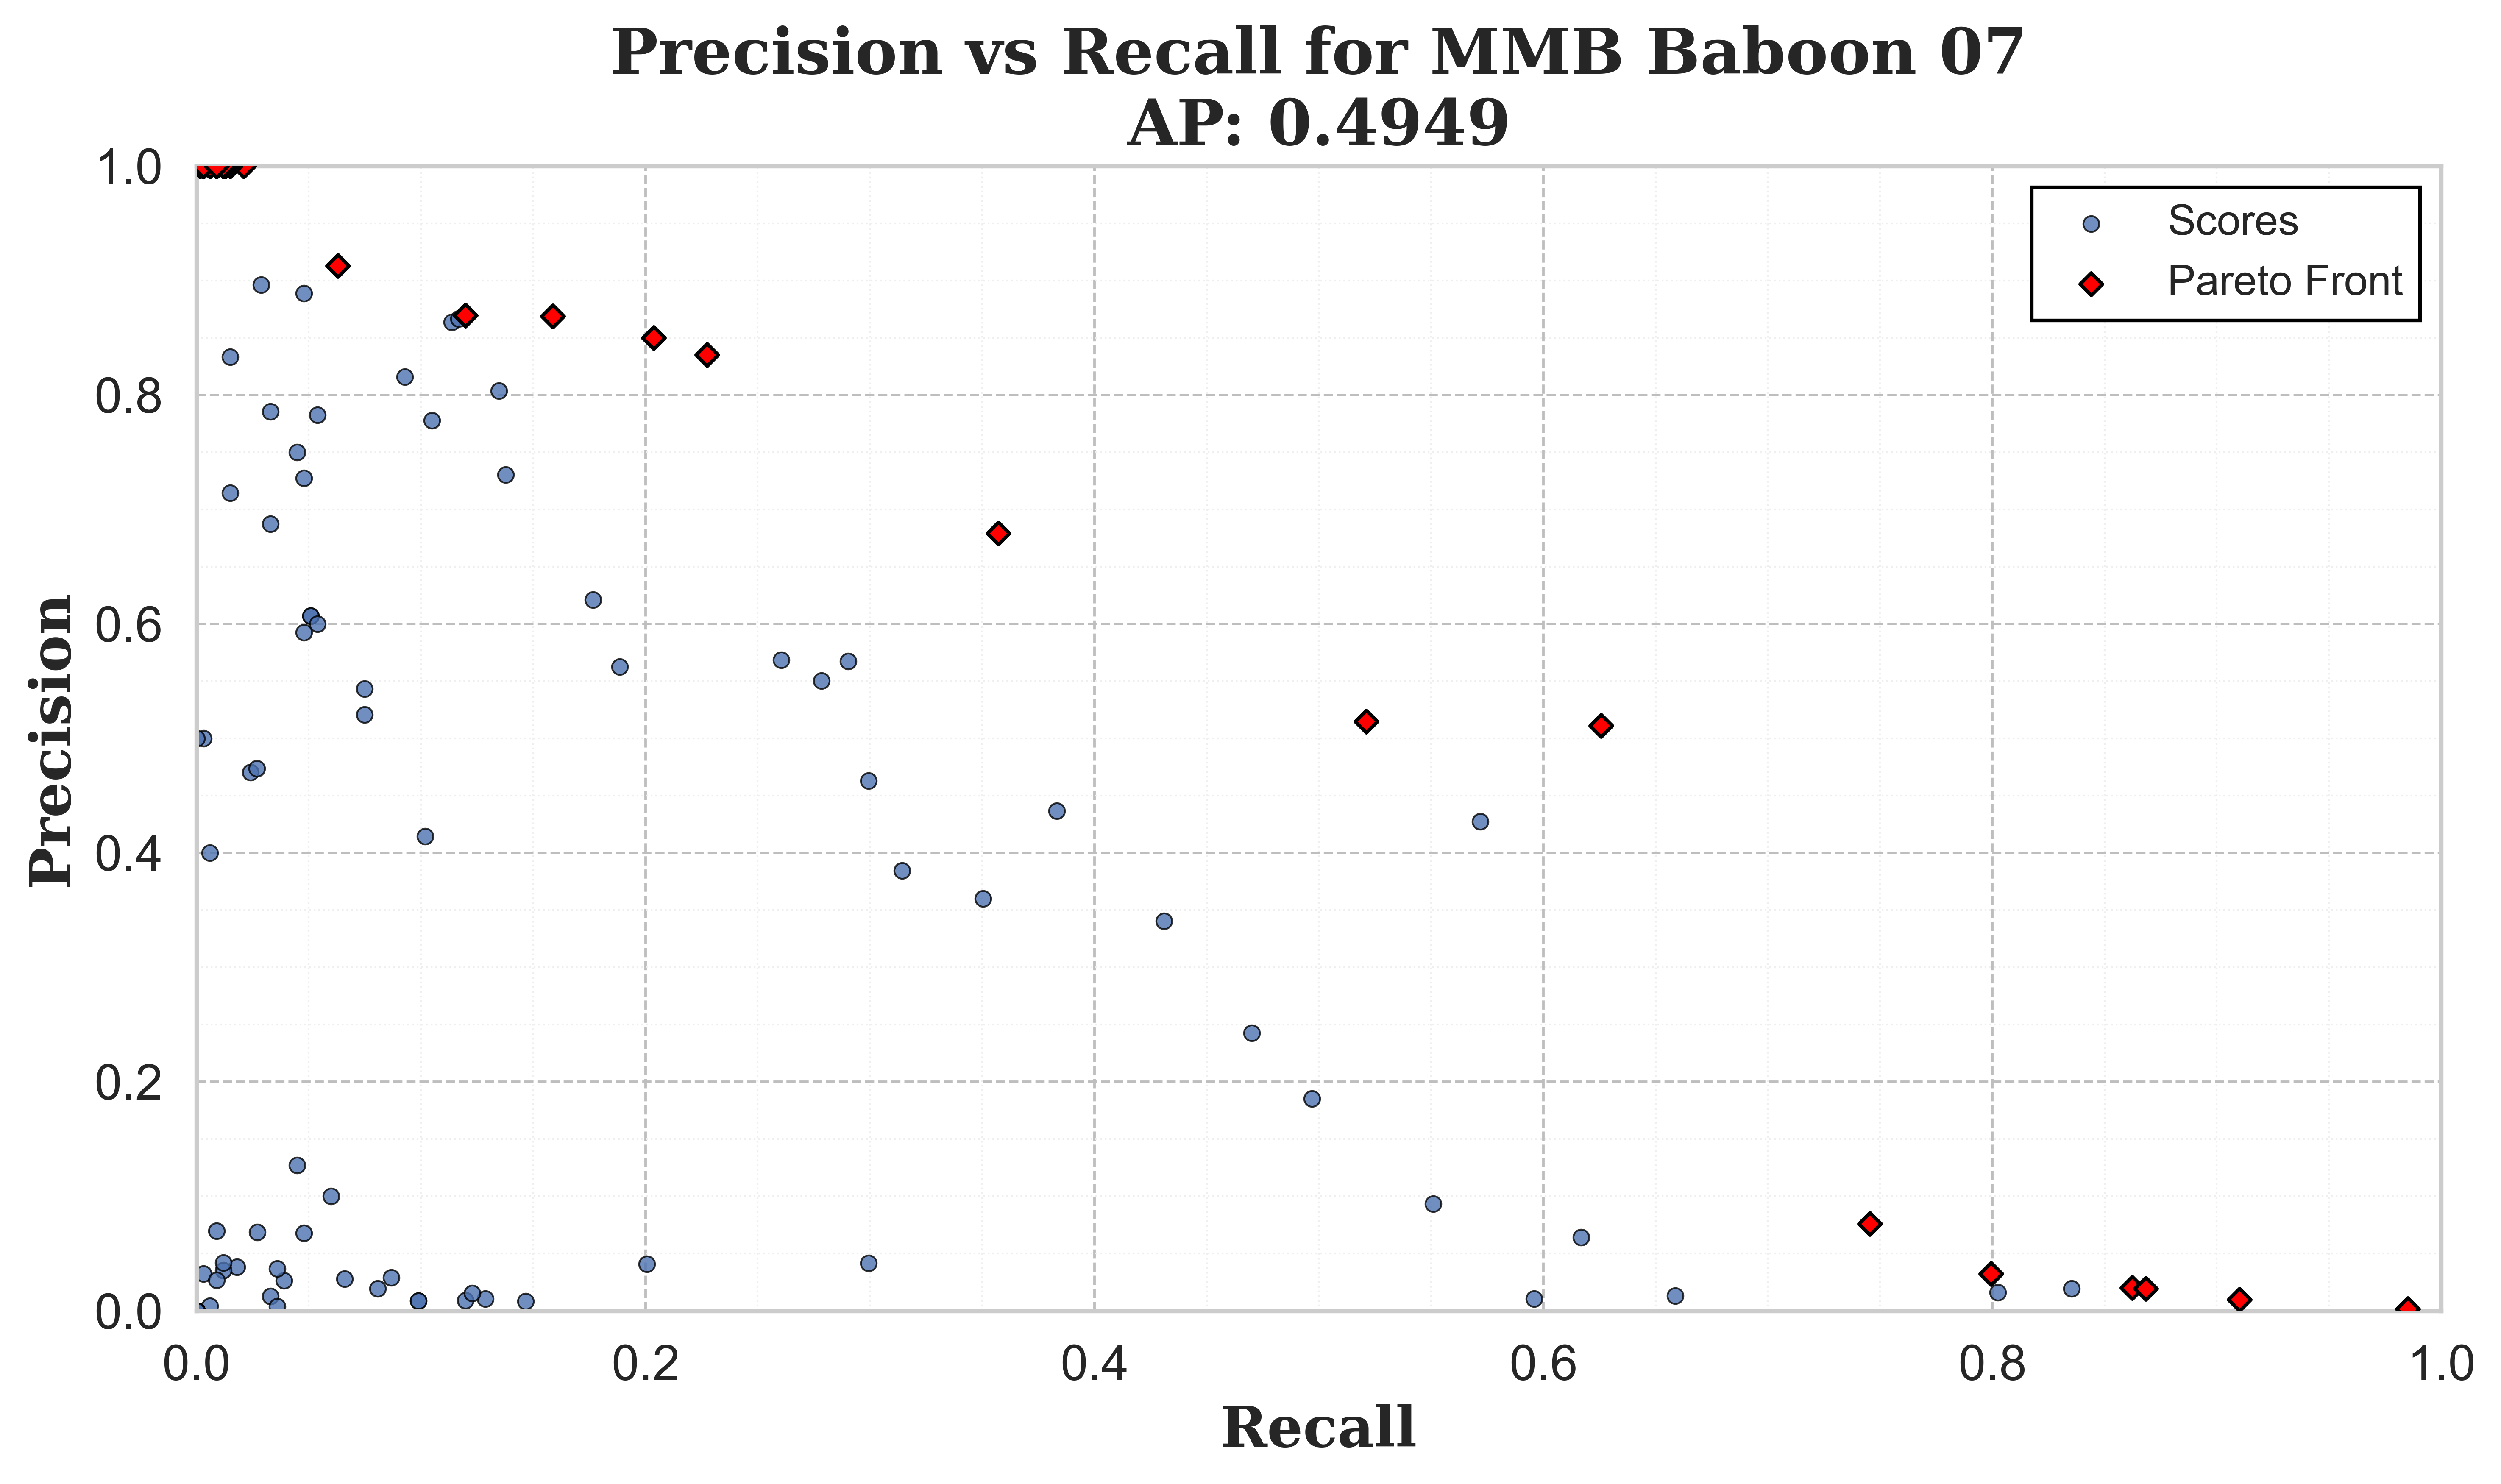 Precision vs Recall for MMB Baboon 07
AP: 0.4949
Scores
Pareto Front
Precision
1.0
0.8
0.6
0.4
0.2
0.0
0.0 0.2 0.4 0.6 0.8 1.0
Recall